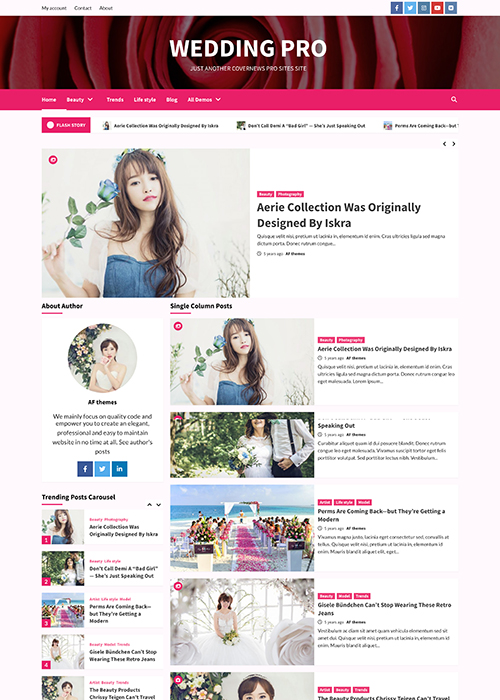 My account Contact About
WEDDING PRO
JUST ANOTHER COVERNEWS PRO SITES SITE
Home Beauty Trends Life style Blog All Demos
FLASH STORY Aerie Collection Was Originally Designed By Iskra Don't Call Demi A "Bad Girl" — She's Just Speaking Out Perms Are Coming Back—but T
Beauty Photography
Aerie Collection Was Originally
Designed By Iskra
Quisque velit nisi, pretium ut lacinia in, elementum id enim. Cras ultricies ligula sed magna
dictum porta. Donec rutrum congue...
5 years ago AF themes
About Author
AF themes
We mainly focus on quality code and
empower you to create an elegant,
professional and easy to maintain
website in no time at all. See author's
posts
Trending Posts Carousel
1
Beauty Photography
Aerie Collection Was
Originally Designed By Iskra
2
Beauty Life style
Don't Call Demi A "Bad Girl"
— She's Just Speaking Out
3
Artist Life style Model
Perms Are Coming Back—
but They're Getting a
Modern
4
Beauty Model Trends
Gisele Bündchen Can't Stop
Wearing These Retro Jeans
Artist Beauty Trends
The Beauty Products
Chrissy Teigen Can't Travel
Single Column Posts
Beauty Photography
Aerie Collection Was Originally Designed By Iskra
5 years ago AF themes
Quisque velit nisi, pretium ut lacinia in, elementum id enim. Cras
ultricies ligula sed magna dictum porta. Donec rutrum congue leo
eget malesuada. Lorem ipsum...
Speaking Out
5 years ago AF themes
Curabitur aliquet quam id dui posuere blandit. Donec rutrum
congue leo eget malesuada. Vivamus suscipit tortor eget felis
porttitor volutpat. Sed porttitor lectus nibh. Vestibulum...
Artist Life style Model
Perms Are Coming Back—but They're Getting a
Modern
5 years ago AF themes
Vivamus magna justo, lacinia eget consectetur sed, convallis at
tellus. Quisque velit nisi, pretium ut lacinia in, elementum id
enim. Mauris blandit aliquet elit, eget...
Beauty Model Trends
Gisele Bündchen Can't Stop Wearing These Retro
Jeans
5 years ago AF themes
Vestibulum ac diam sit amet quam vehicula elementum sed sit
amet dui. Quisque velit nisi, pretium ut lacinia in, elementum id
enim. Mauris blandit...
Artist Beauty Trends
The Beauty Products Chrissy Teigen Can't Travel